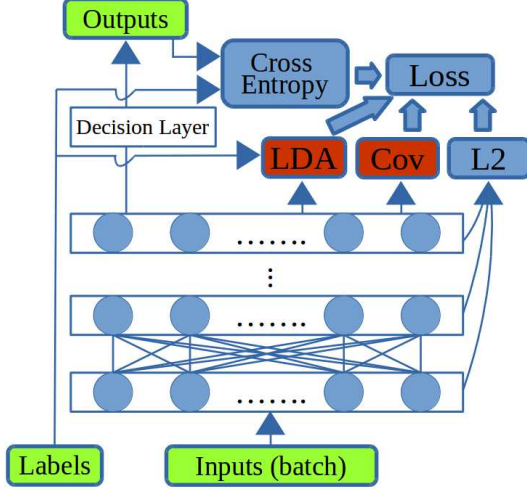 Outputs
Cross
Entropy
Loss
Decision Layer
LDA
Cov
L2
.......
...
.......
.......
Labels
Inputs (batch)